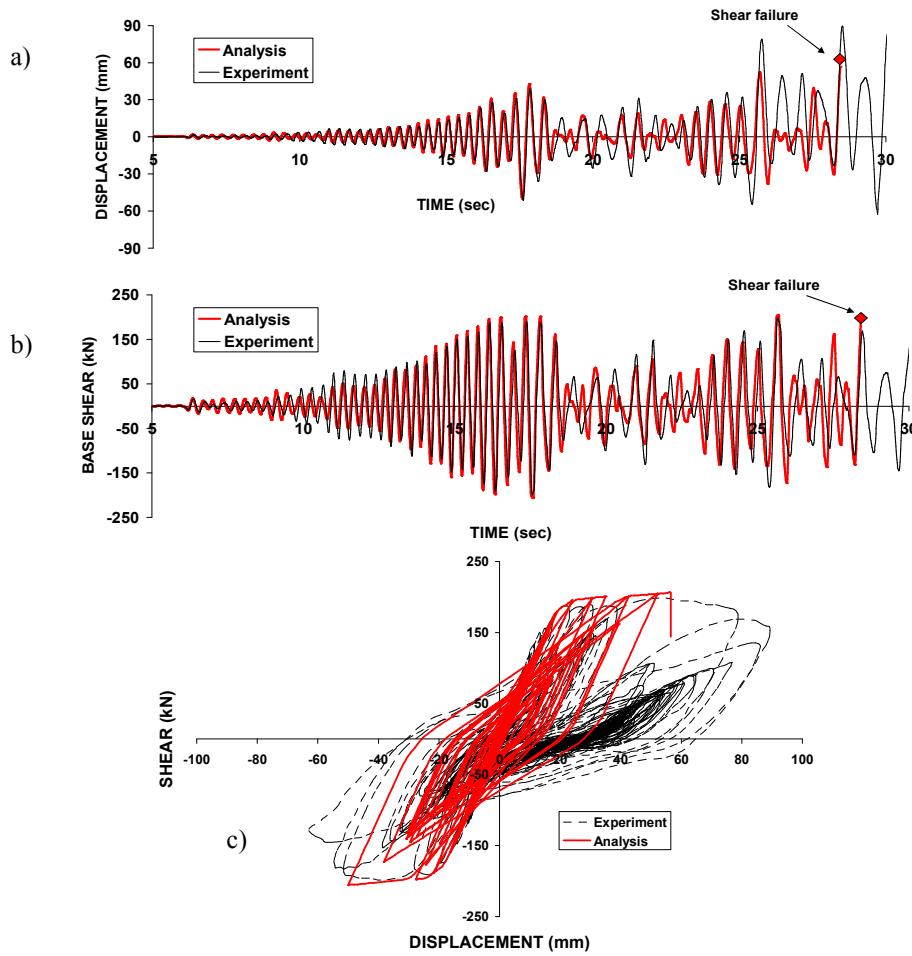 a)
DISPLACEMENT (mm)
90
60
30
0
-30
-60
-90
Shear failure
Analysis
Experiment
5
10
15
20
25
30
TIME (sec)
b)
BASE SHEAR (kN)
250
150
50
-50
-150
-250
Shear failure
Analysis
Experiment
5
10
15
20
25
30
TIME (sec)
c)
SHEAR (kN)
250
150
50
-50
-150
-250
-100
-80
-60
-40
-20
0
20
40
60
80
100
Experiment
Analysis
DISPLACEMENT (mm)